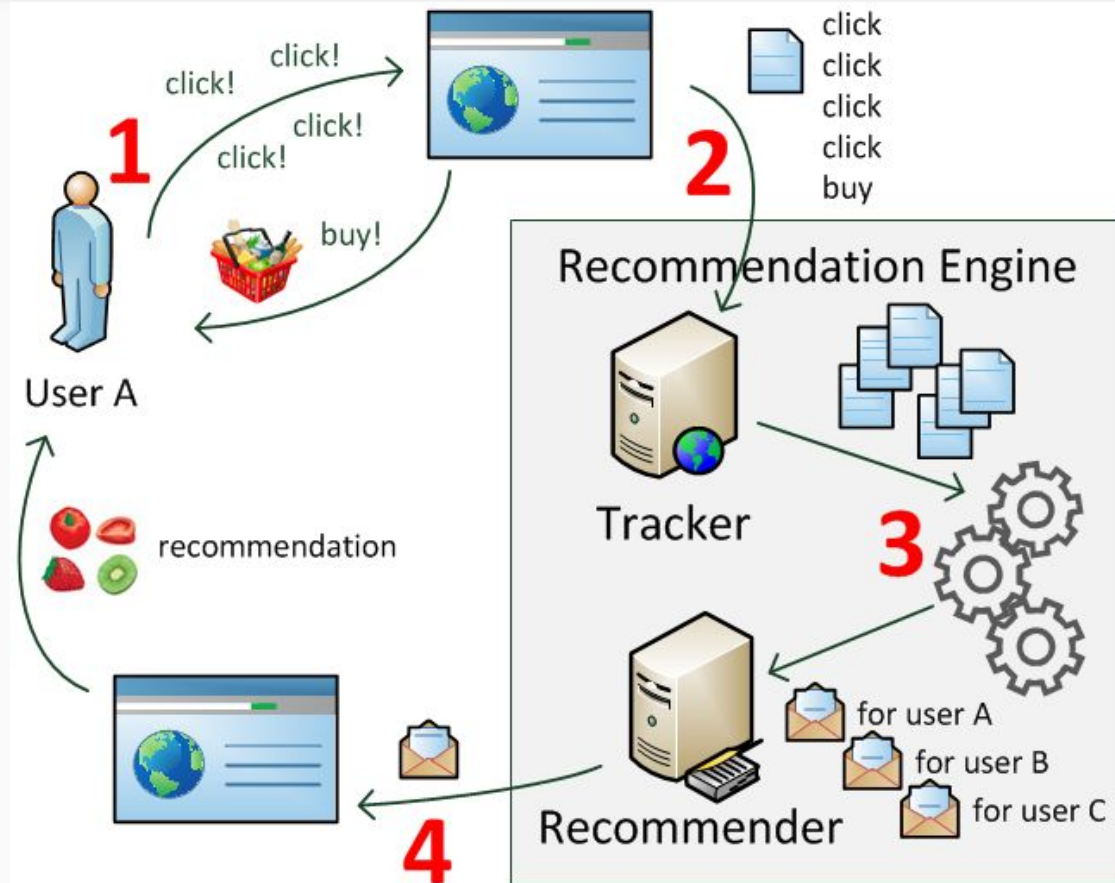 click!
click!
click!
click!
1
buy!
User A
2
click
click
click
click
buy
Recommendation Engine
Tracker
3
Recommender
for user A
for user B
for user C
4
recommendation